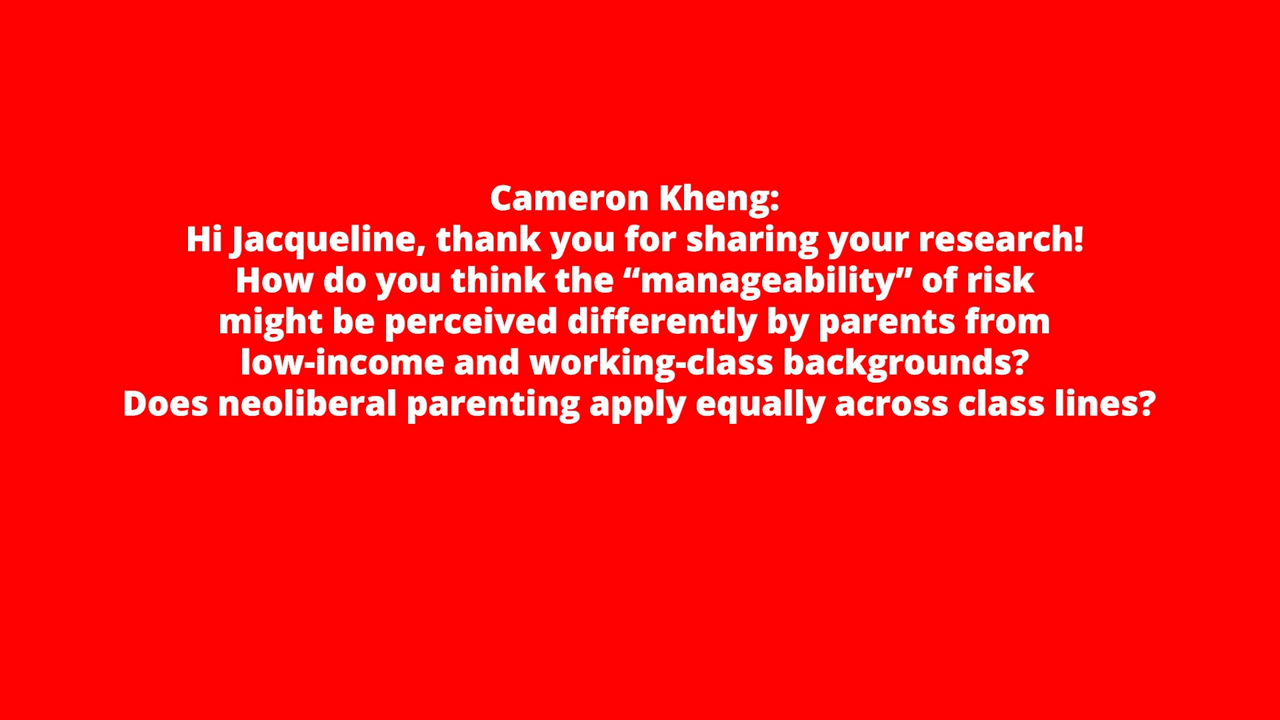 Cameron Kheng:
Hi Jacqueline, thank you for sharing your research!
How do you think the “manageability” of risk
might be perceived differently by parents from
low-income and working-class backgrounds?
Does neoliberal parenting apply equally across class lines?